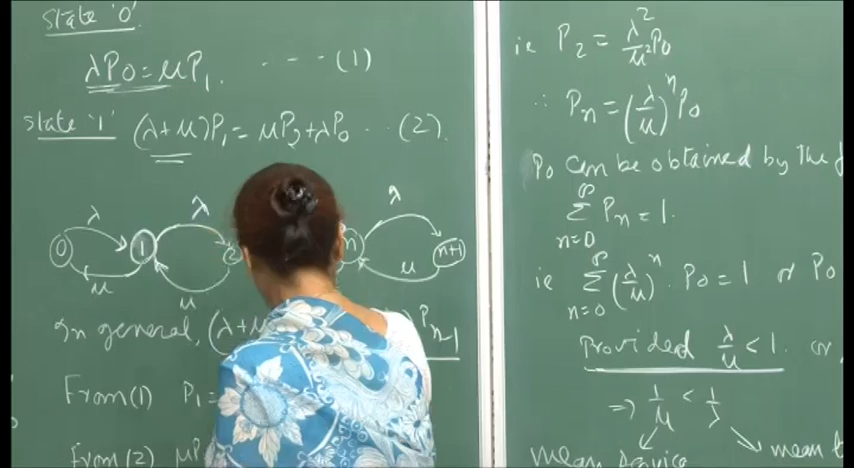 State '0'
λP0 = μP1. - - - (1)
State '1' (λ+μ)P1 = μP2 + λP0 .. (2).
λ λ λ
0 1 2 n n+1
μ μ μ
In general, (λ+μ Pn-1
From (1) P1 =
From (2) μP
ie P2 = λ²/μ² P0
∴ Pn = (λ/μ)^n P0
P0 can be obtained by the
∞ Σ n=0 Pn = 1.
ie ∞ Σ n=0 (λ/μ)^n . P0 = 1 or P0
Provided λ/μ < 1. or
⇒ 1/μ < 1/λ
mean service mean